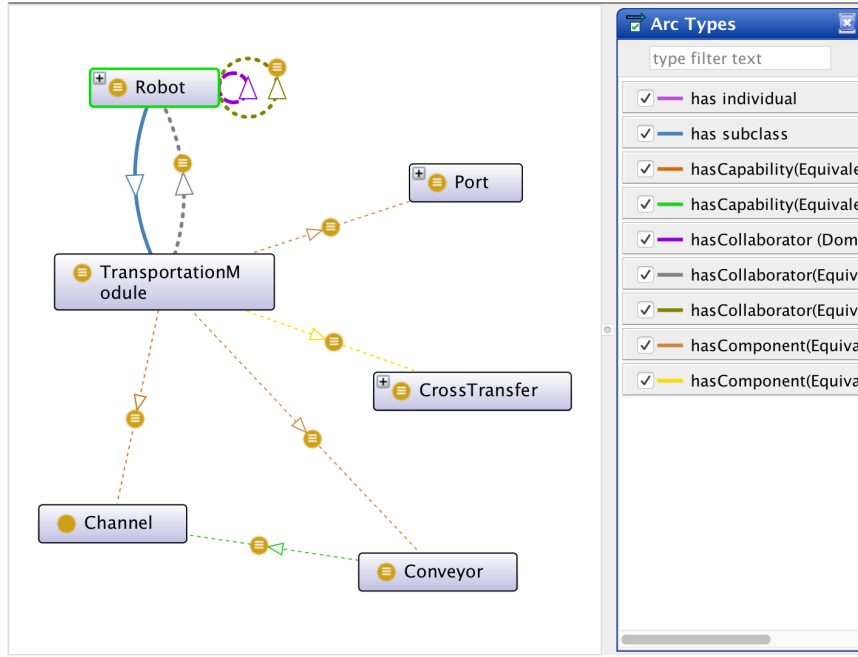 Robot
Port
TransportationM
odule
CrossTransfer
Channel
Conveyor
Arc Types
type filter text
has individual
has subclass
hasCapability(Equivale
hasCapability(Equivale
hasCollaborator (Dom
hasCollaborator(Equiv
hasCollaborator(Equiv
hasComponent(Equiva
hasComponent(Equiva